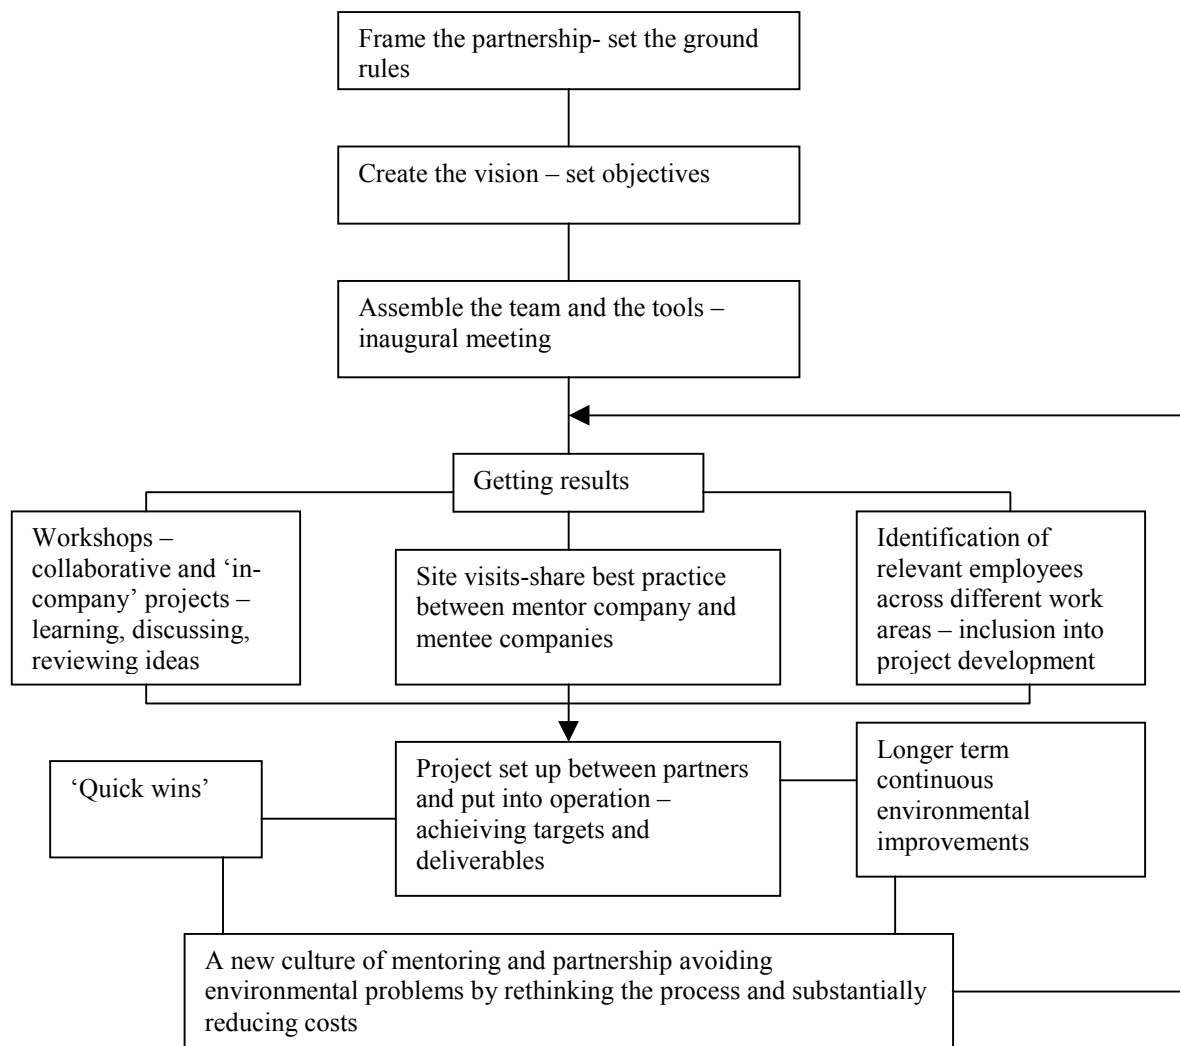 Frame the partnership- set the ground
rules
Create the vision – set objectives
Assemble the team and the tools –
inaugural meeting
Getting results
Workshops –
collaborative and ‘in-
company’ projects –
learning, discussing,
reviewing ideas
Site visits-share best practice
between mentor company and
mentee companies
Identification of
relevant employees
across different work
areas – inclusion into
project development
‘Quick wins’
Project set up between partners
and put into operation –
achieiving targets and
deliverables
Longer term
continuous
environmental
improvements
A new culture of mentoring and partnership avoiding
environmental problems by rethinking the process and substantially
reducing costs